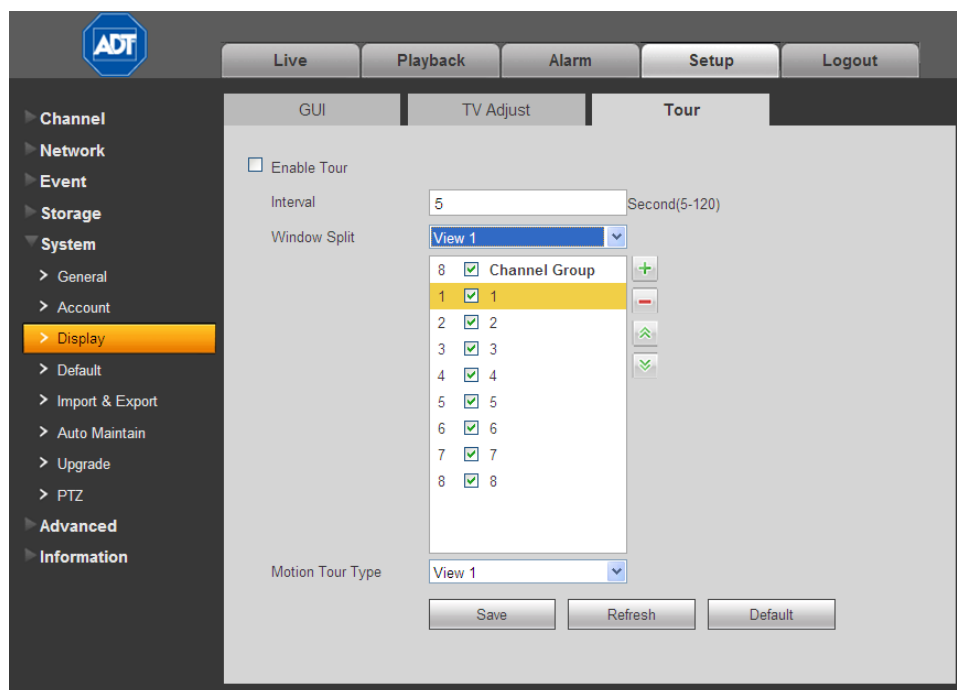 ADT
Live Playback Alarm Setup Logout
GUI TV Adjust Tour
Channel
Network
Event
Storage
System
> General
> Account
> Display
> Default
> Import & Export
> Auto Maintain
> Upgrade
> PTZ
Advanced
Information
Enable Tour
Interval 5 Second(5-120)
Window Split View 1
8 Channel Group
1 1
2 2
3 3
4 4
5 5
6 6
7 7
8 8
Motion Tour Type View 1
Save Refresh Default